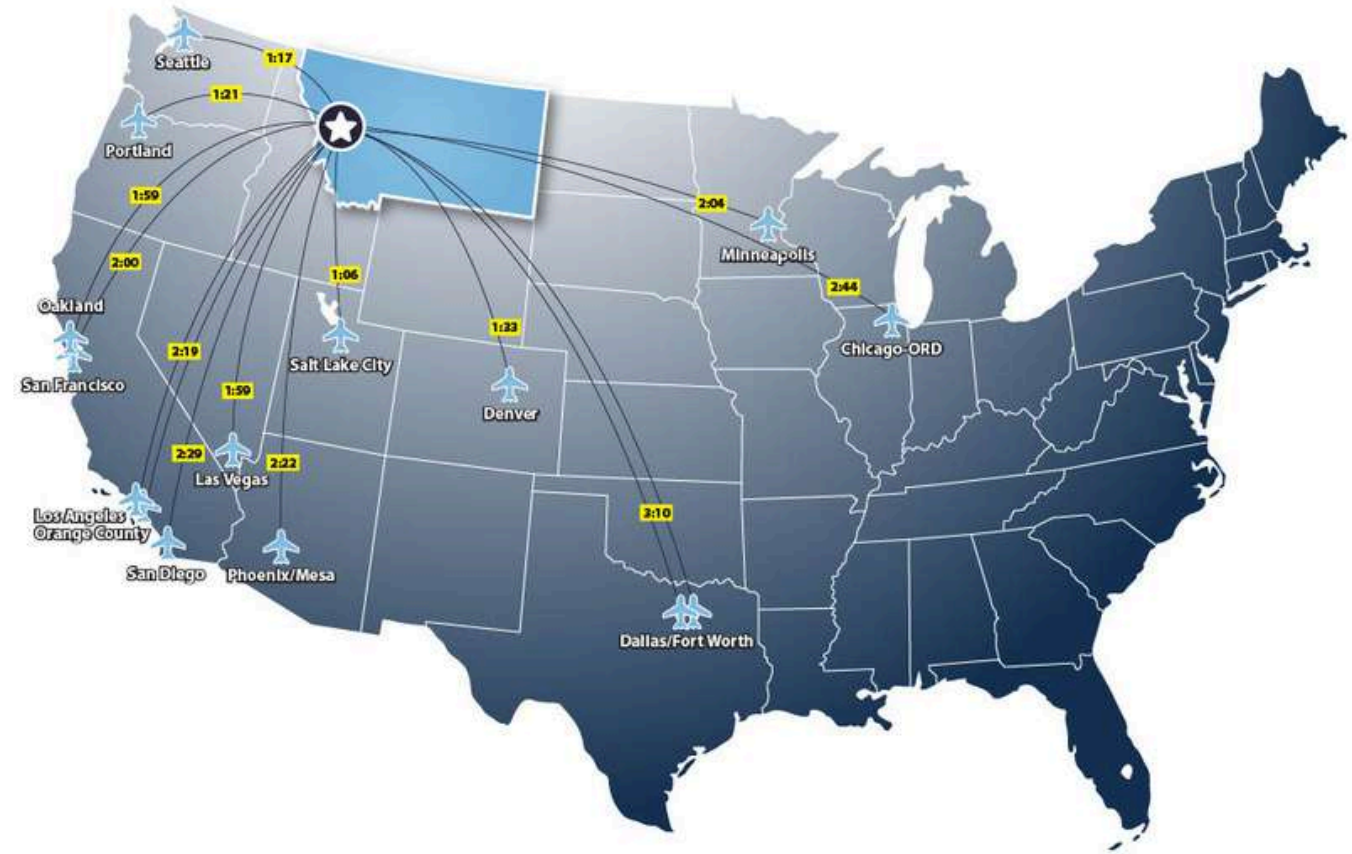 Seattle
1:17
1:21
Portland
1:59
2:00
2:04
Minneapolis
1:06
2:44
Oakland
1:33
Chicago-ORD
2:19
Salt Lake City
San Francisco
1:59
Denver
2:29
2:22
Las Vegas
Los Angeles
Orange County
3:10
San Diego
Phoenix/Mesa
Dallas/Fort Worth